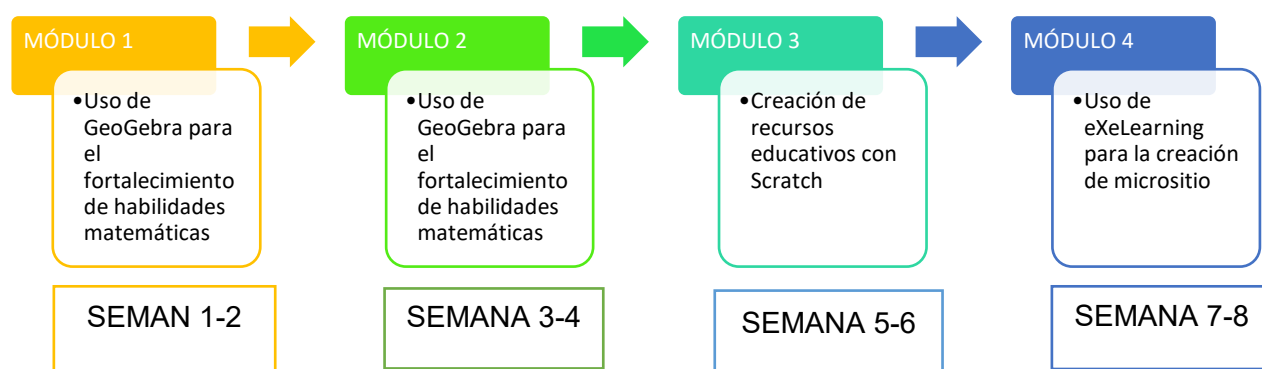 MÓDULO 1
•Uso de
GeoGebra para
el
fortalecimiento
de habilidades
matemáticas
SEMAN 1-2
MÓDULO 2
•Uso de
GeoGebra para
el
fortalecimiento
de habilidades
matemáticas
SEMANA 3-4
MÓDULO 3
•Creación de
recursos
educativos con
Scratch
SEMANA 5-6
MÓDULO 4
•Uso de
eXeLearning
para la creación
de micrositio
SEMANA 7-8